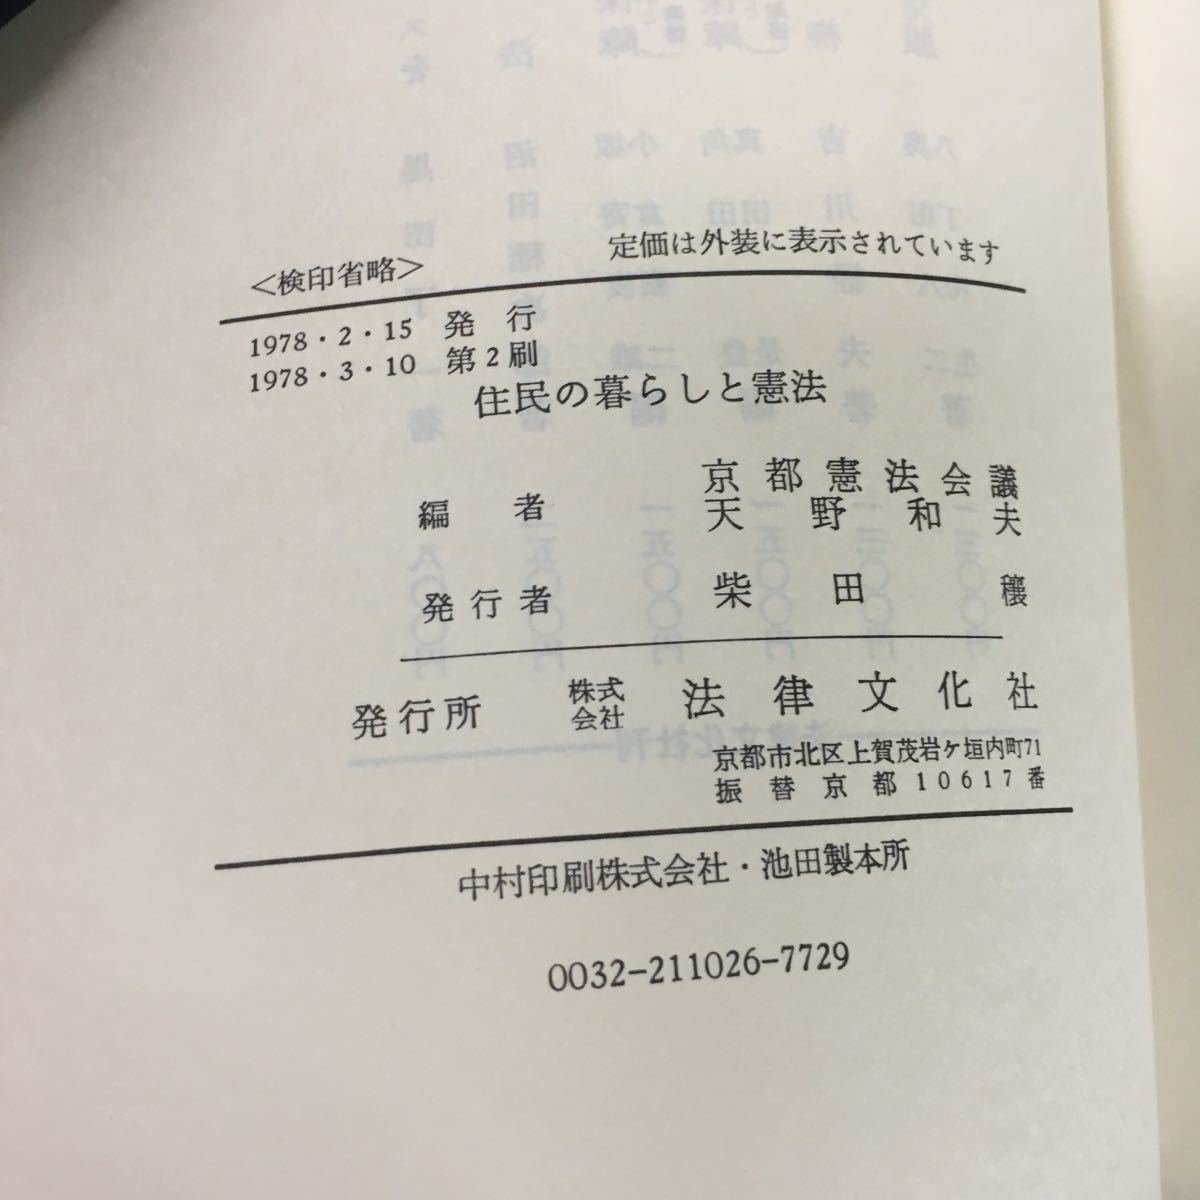 <検印省略>
定価は外装に表示されています
1978・2・15 発 行
1978・3・10 第2刷
住民の暮らしと憲法
編 者
京都憲法会議
天野和夫
発行者 柴田 穣
発行所 株式会社 法律文化社
京都市北区上賀茂岩ケ垣内町71
振替京都10617番
中村印刷株式会社・池田製本所
0032-211026-7729